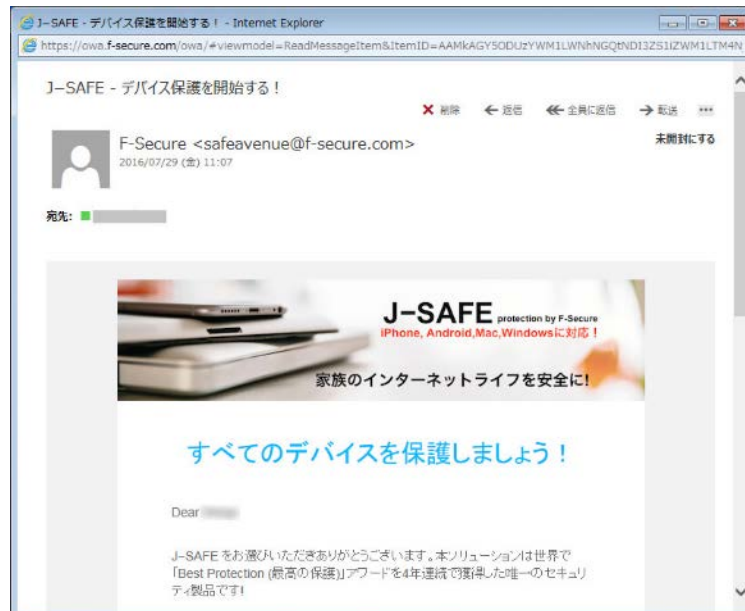 J-SAFE - デバイス保護を開始する! - Internet Explorer
https://owa.f-secure.com/owa/#viewmodel=ReadMessageItem&ItemID=AAMkAGY5ODUzYWM1LWNhNGQtNDI3ZS1iZWM1LTM4N
J-SAFE - デバイス保護を開始する!
削除 返信 全員に返信 転送 ...
F-Secure <safeavenue@f-secure.com>
未開封にする
2016/07/29 (金) 11:07
宛先:
J-SAFE protection by F-Secure
iPhone, Android,Mac,Windowsに対応!
家族のインターネットライフを安全に!
すべてのデバイスを保護しましょう!
Dear
J-SAFE をお選びいただきありがとうございます。本ソリューションは世界で
「Best Protection (最高の保護)」アワードを4年連続で獲得した唯一のセキュリ
ティ製品です!